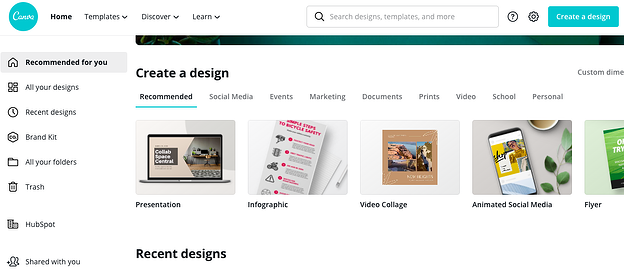 Canva
Home
Templates
Discover
Learn
Search designs, templates, and more
Create a design
Recommended for you
All your designs
Recent designs
Brand Kit
All your folders
Trash
HubSpot
Shared with you
Create a design
Custom dime
Recommended
Social Media
Events
Marketing
Documents
Prints
Video
School
Personal
Collab
Space
Central
SIMPLE STEPS
TO BICYCLE SAFETY
Presentation
Infographic
Video Collage
Animated Social Media
Flyer
Recent designs